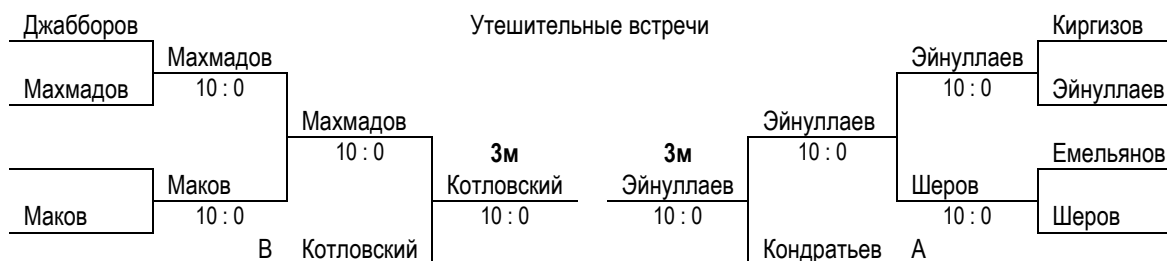 Джабборов Утешительные встречи Киргизов
Махмадов Эйнуллаев
Махмадов 10 : 0 10 : 0 Эйнуллаев
Махмадов Эйнуллаев
10 : 0 3м 3м 10 : 0 Емельянов
Маков Котловский Эйнуллаев Шеров
Маков 10 : 0 10 : 0 10 : 0 10 : 0 Шеров
В Котловский Кондратьев А